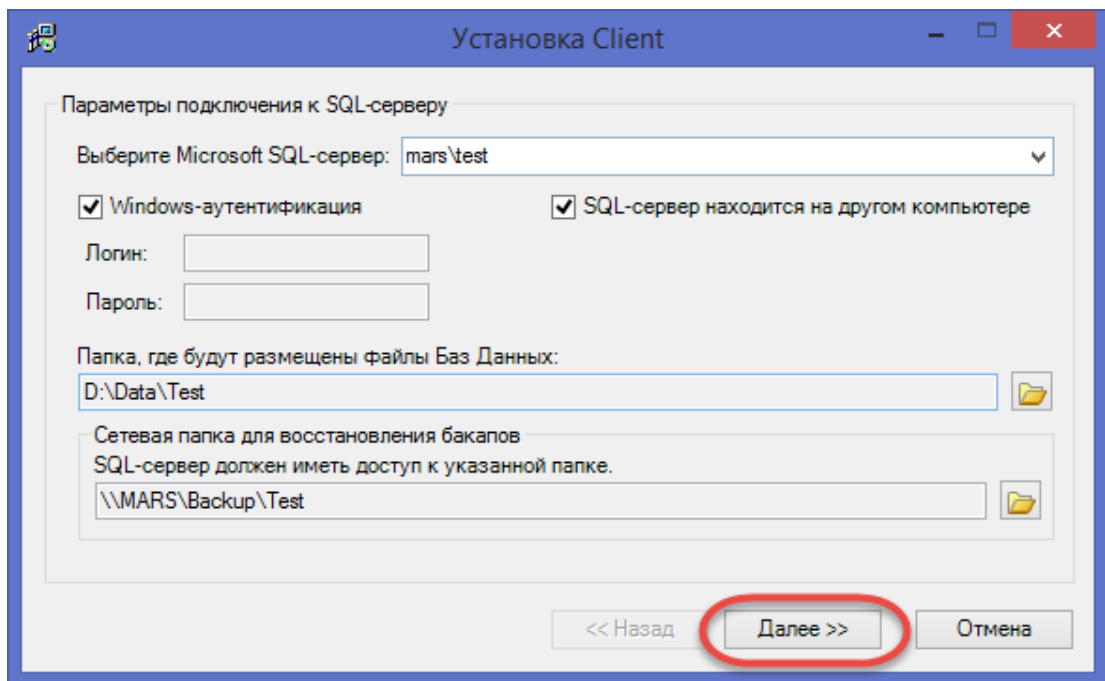 Установка Client
Параметры подключения к SQL-серверу
Выберите Microsoft SQL-сервер: mars\test
Windows-аутентификация SQL-сервер находится на другом компьютере
Логин:
Пароль:
Папка, где будут размещены файлы Баз Данных:
D:\Data\Test
Сетевая папка для восстановления бакапов
SQL-сервер должен иметь доступ к указанной папке.
\\MARS\Backup\Test
<< Назад Далее >> Отмена